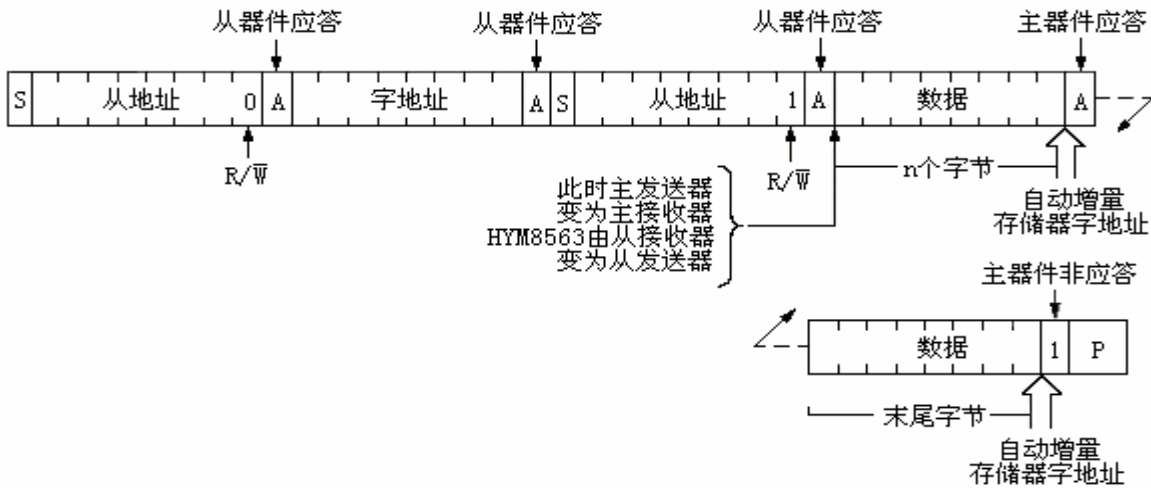 从器件应答 从器件应答 从器件应答 主器件应答
S 从地址 0 A 字地址 A S 从地址 1 A 数据 A
R/W̅ R/W̅ n个字节
此时主发送器
变为主接收器
HYM8563由从接收器
变为从发送器
自动增量
存储器字地址
主器件非应答
数据 1 P
末尾字节
自动增量
存储器字地址